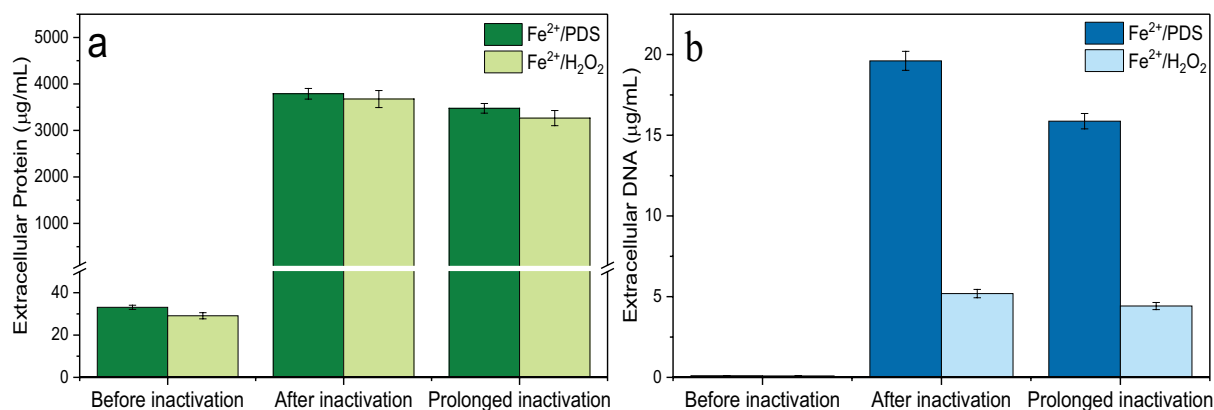 a
Fe²⁺/PDS
Fe²⁺/H₂O₂
Extracellular Protein (μg/mL)
5000
4000
3000
2000
1000
40
30
20
10
0
Before inactivation
After inactivation
Prolonged inactivation
b
Fe²⁺/PDS
Fe²⁺/H₂O₂
Extracellular DNA (μg/mL)
20
15
10
5
0
Before inactivation
After inactivation
Prolonged inactivation